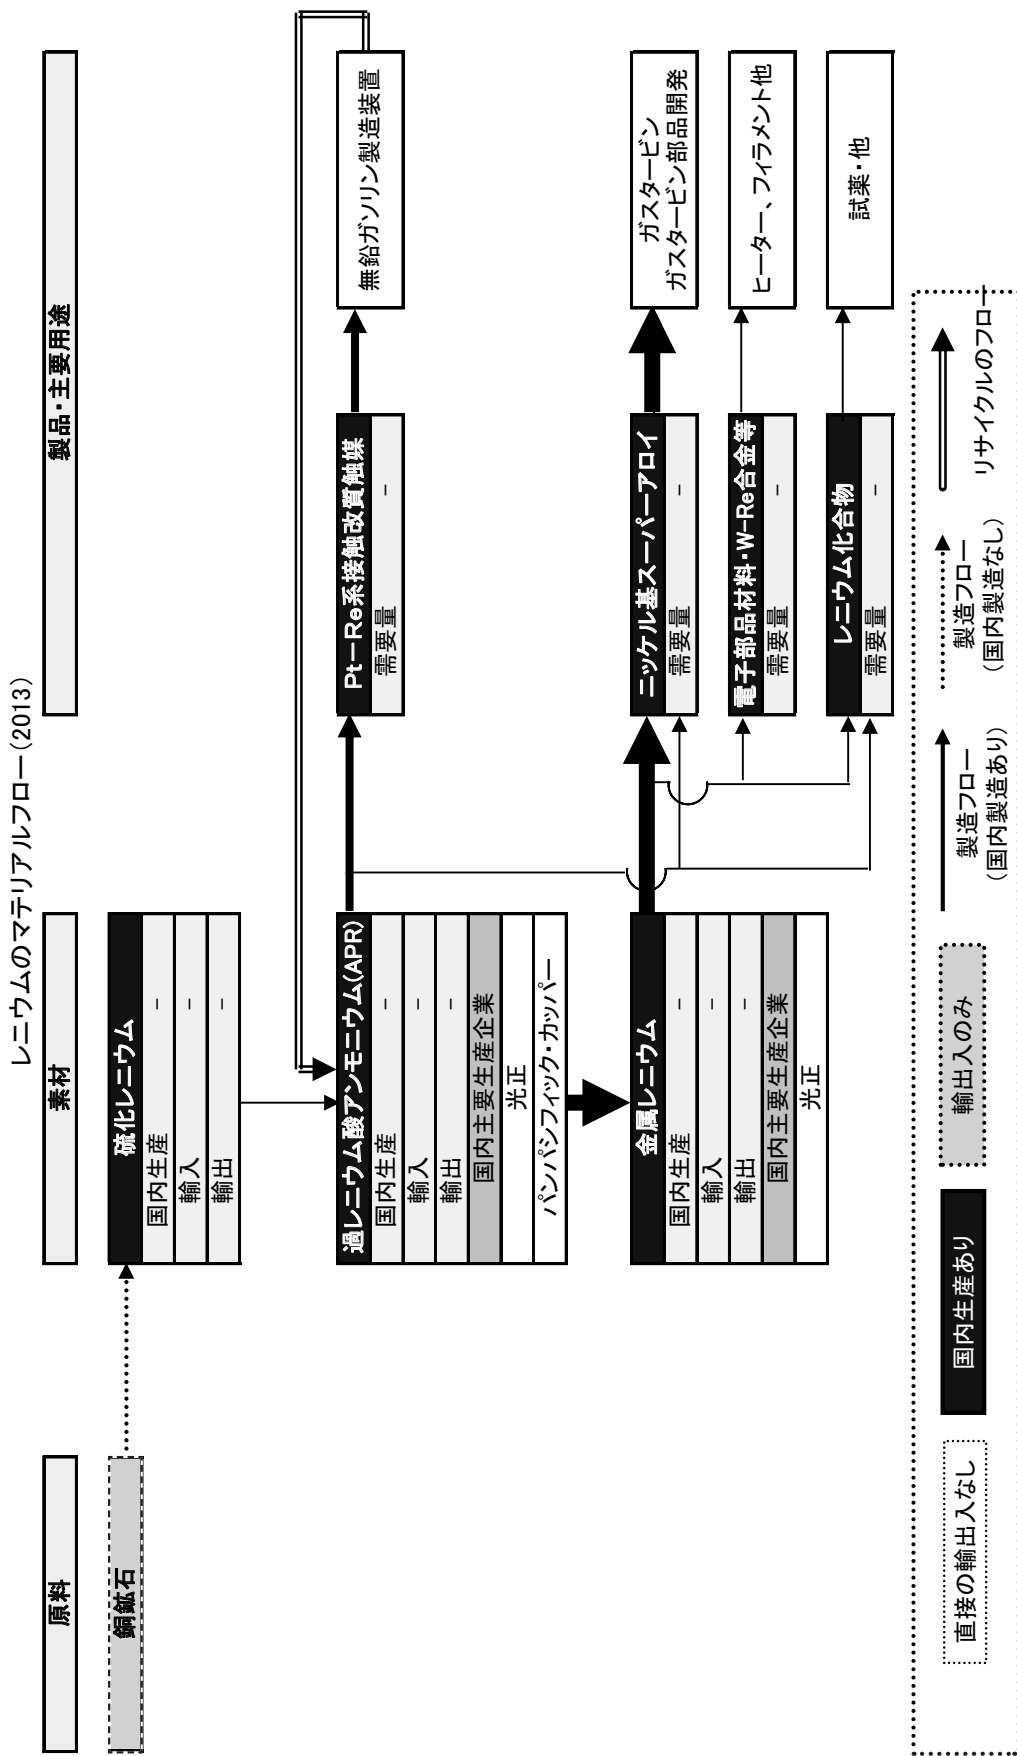 レニウムのマテリアルフロー(2013)
原料
素材
製品・主要用途
銅鉱石
硫化レニウム
国内生産 －
輸入 －
輸出 －
過レニウム酸アンモニウム(APR)
国内生産 －
輸入 －
輸出 －
国内主要生産企業
光正
パンパシフィック・カッパー
金属レニウム
国内生産 －
輸入 －
輸出 －
国内主要生産企業
光正
Pt－Re系接触改質触媒
需要量 －
無鉛ガソリン製造装置
ニッケル基スーパーアロイ
需要量 －
ガスタービン
ガスタービン部品開発
電子部品材料・W-Re合金等
需要量 －
ヒーター、フィラメント他
レニウム化合物
需要量 －
試薬・他
直接の輸出入なし
国内生産あり
輸出入のみ
製造フロー
(国内製造あり)
製造フロー
(国内製造なし)
リサイクルのフロー